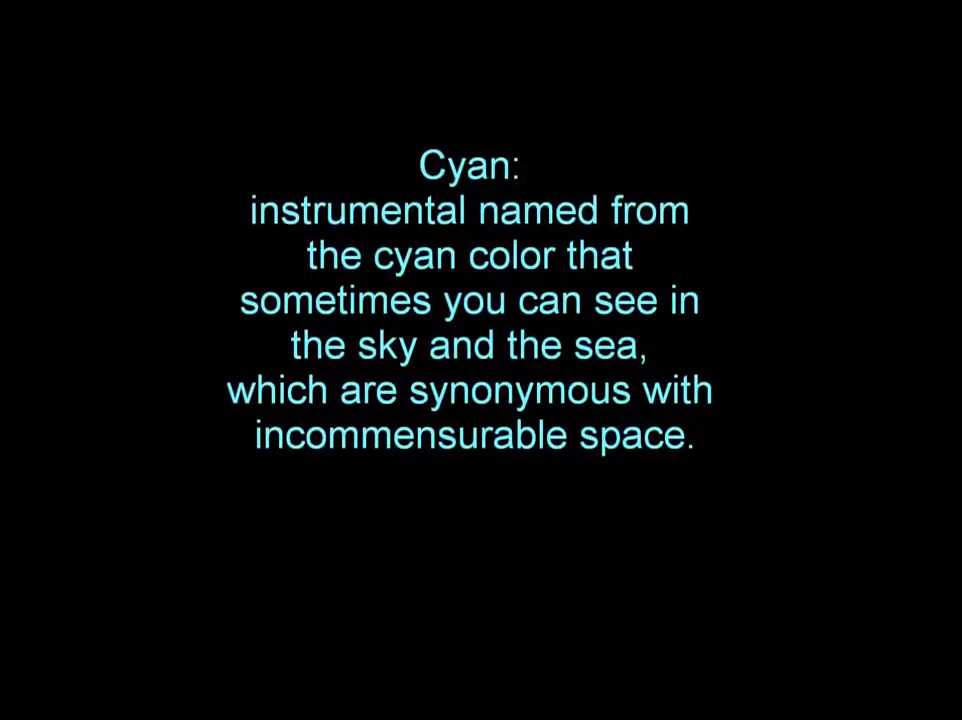 Cyan:
instrumental named from
the cyan color that
sometimes you can see in
the sky and the sea,
which are synonymous with
incommensurable space.